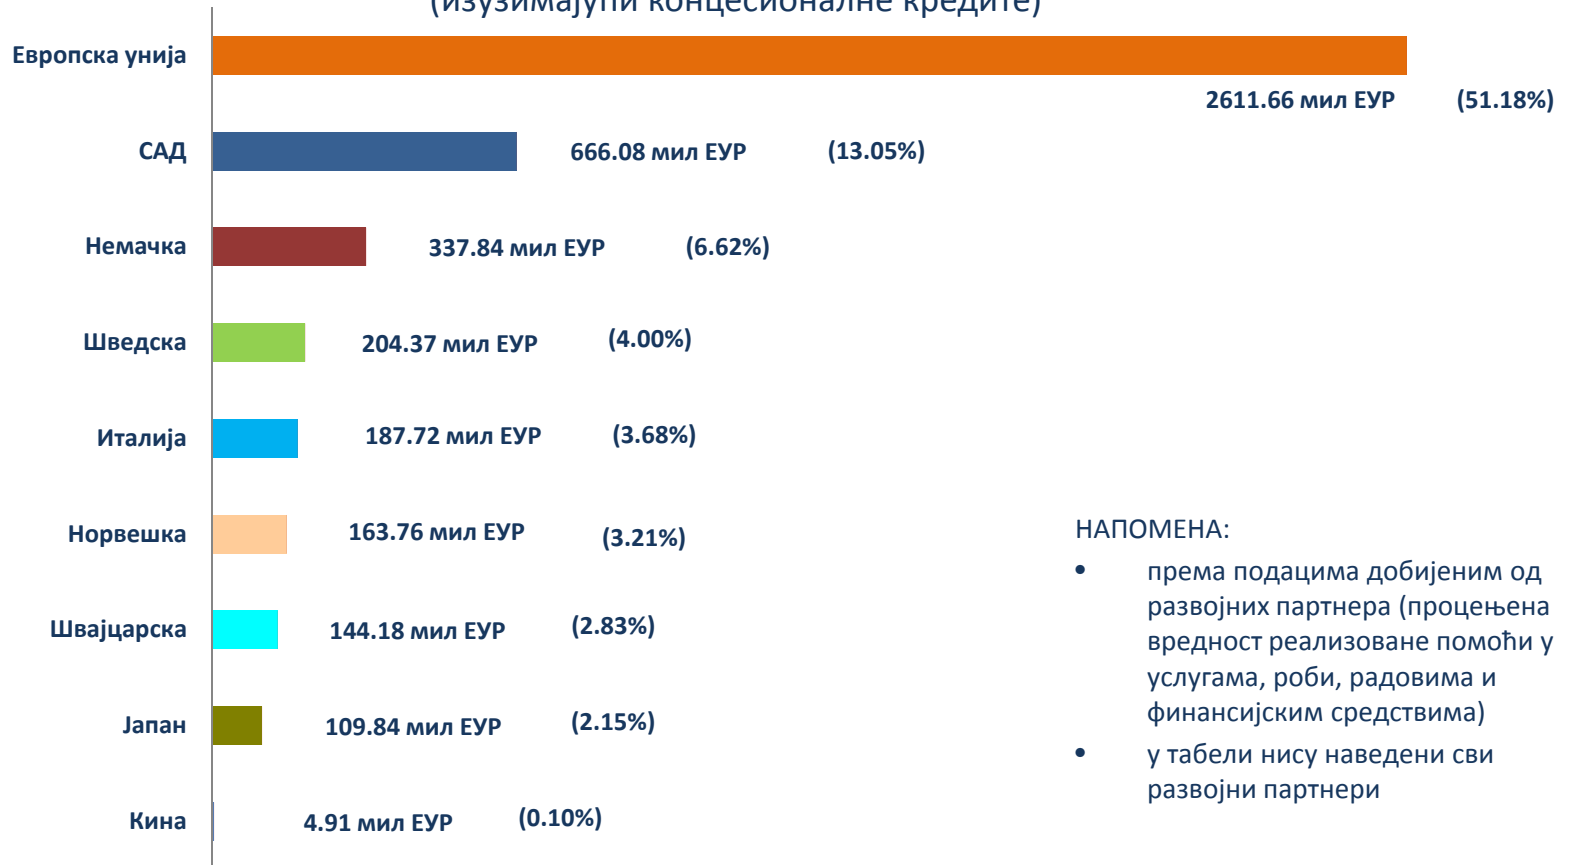 (изузимајући концесионалне кредите)
Европска унија
2611.66 мил ЕУР (51.18%)
САД 666.08 мил ЕУР (13.05%)
Немачка 337.84 мил ЕУР (6.62%)
Шведска 204.37 мил ЕУР (4.00%)
Италија 187.72 мил ЕУР (3.68%)
Норвешка 163.76 мил ЕУР (3.21%)
Швајцарска 144.18 мил ЕУР (2.83%)
Јапан 109.84 мил ЕУР (2.15%)
Кина 4.91 мил ЕУР (0.10%)
НАПОМЕНА:
• према подацима добијеним од
развојних партнера (процењена
вредност реализоване помоћи у
услугама, роби, радовима и
финансијским средствима)
• у табели нису наведени сви
развојни партнери